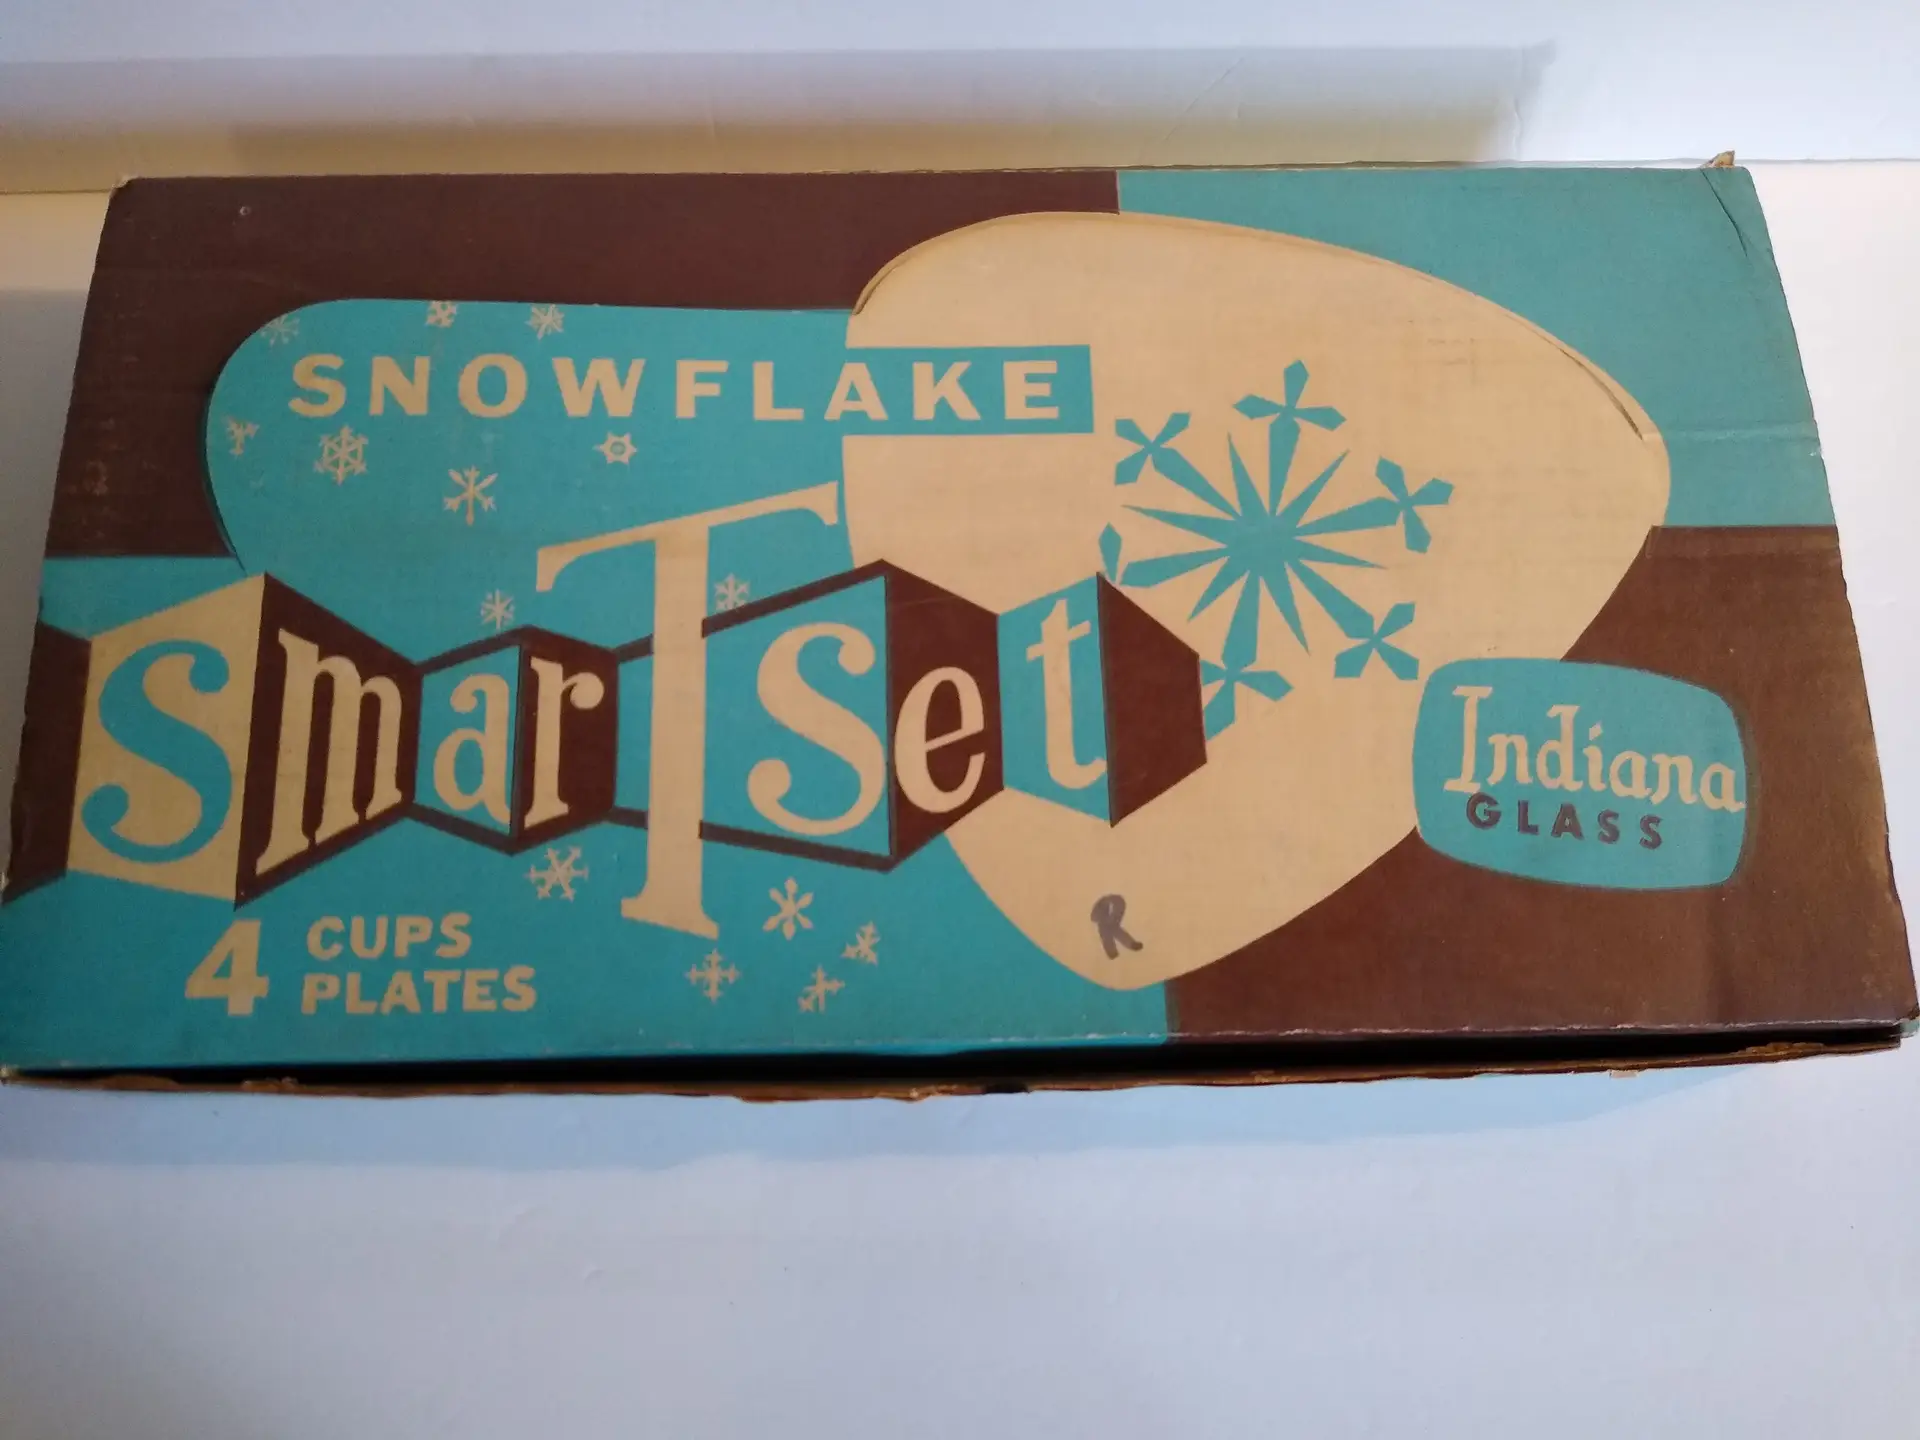 SNOWFLAKE
SmarTset
4 CUPS
PLATES
Indiana
GLASS
R